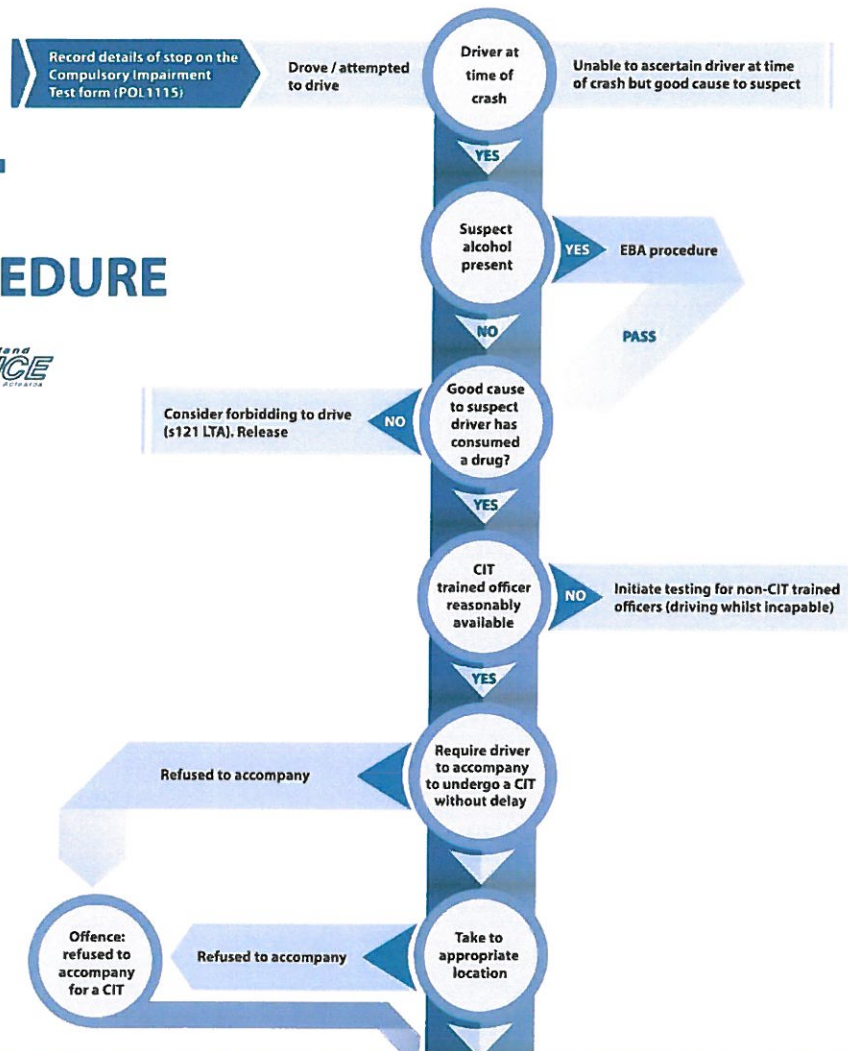 Record details of stop on the
Compulsory Impairment
Test form (POL1115)
Drove / attempted
to drive
Driver at
time of
crash
Unable to ascertain driver at time
of crash but good cause to suspect
YES
EDURE
Suspect
alcohol
present
YES
EBA procedure
NO
PASS
Consider forbidding to drive
(s121 LTA). Release
NO
Good cause
to suspect
driver has
consumed
a drug?
YES
CIT
trained officer
reasonably
available
NO
Initiate testing for non-CIT trained
officers (driving whilst incapable)
YES
Require driver
to accompany
to undergo a CIT
without delay
Refused to accompany
Offence:
refused to
accompany
for a CIT
Refused to accompany
Take to
appropriate
location